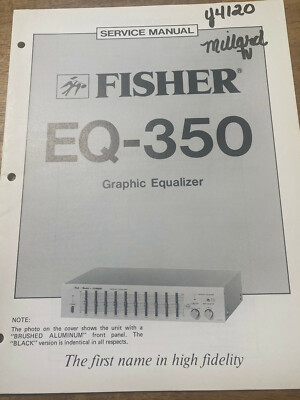 y4120
SERVICE MANUAL
Millard
FISHER
EQ-350
Graphic Equalizer
NOTE:
The photo on the cover shows the unit with a
"BRUSHED ALUMINUM" front panel. The
"BLACK" version is indentical in all respects.
The first name in high fidelity